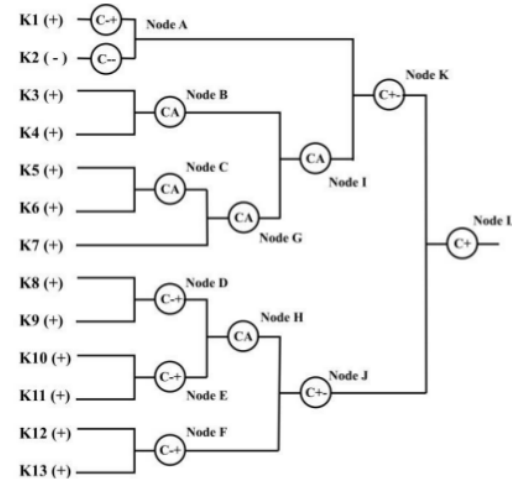 K1 (+) C-+ Node A
K2 ( - ) C--
Node K
K3 (+) Node B C+-
K4 (+) CA
K5 (+) Node C CA
K6 (+) CA Node I
K7 (+) CA
Node G
Node L
C+
K8 (+) Node D
K9 (+) C-+ Node H
CA
K10 (+) C-+
K11 (+) Node E Node J
C+-
K12 (+) Node F
K13 (+) C-+